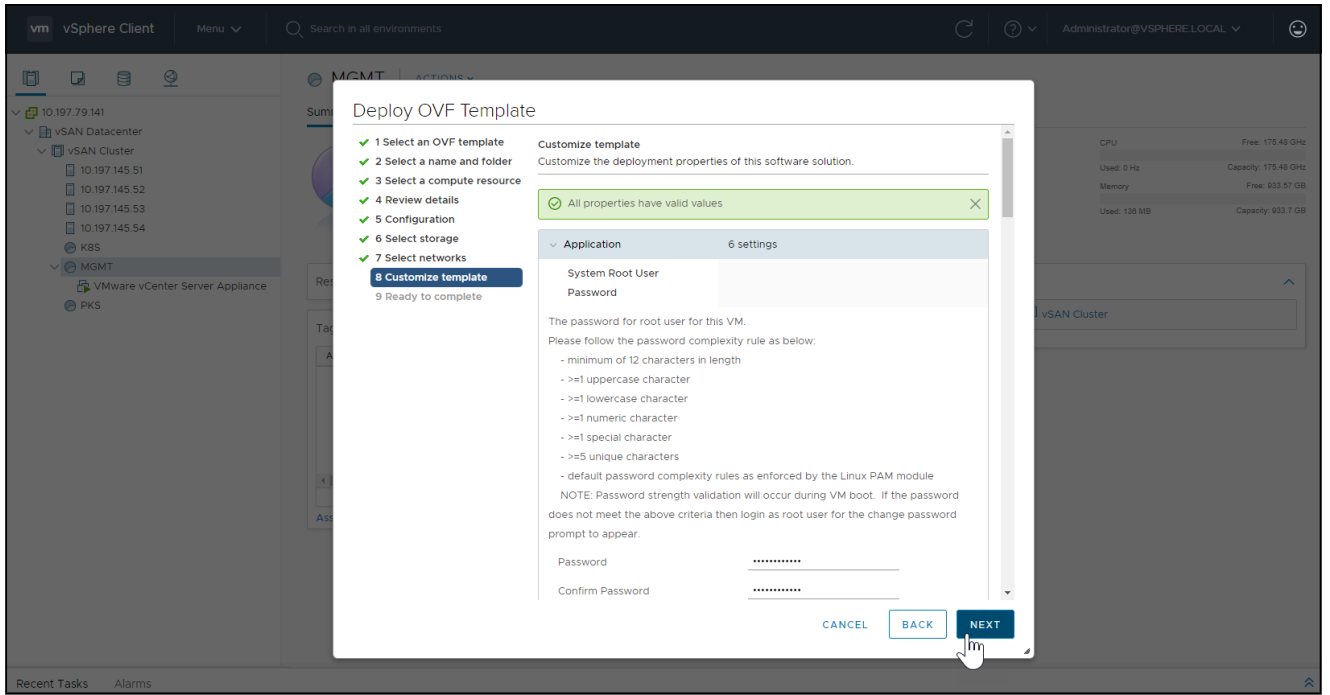 vm vSphere Client Menu Search in all environments Administrator@VSPHERE.LOCAL
MGMT ACTIONS
10.197.79.141
vSAN Datacenter
vSAN Cluster
10.197.145.51
10.197.145.52
10.197.145.53
10.197.145.54
K8S
MGMT
VMware vCenter Server Appliance
PKS
Summ
Res
Tag
A
Ass
Deploy OVF Template
1 Select an OVF template
2 Select a name and folder
3 Select a compute resource
4 Review details
5 Configuration
6 Select storage
7 Select networks
8 Customize template
9 Ready to complete
Customize template
Customize the deployment properties of this software solution.
All properties have valid values
Application 6 settings
System Root User
Password
The password for root user for this VM.
Please follow the password complexity rule as below:
- minimum of 12 characters in length
- >=1 uppercase character
- >=1 lowercase character
- >=1 numeric character
- >=1 special character
- >=5 unique characters
- default password complexity rules as enforced by the Linux PAM module
NOTE: Password strength validation will occur during VM boot. If the password
does not meet the above criteria then login as root user for the change password
prompt to appear.
Password ••••••••••••
Confirm Password ••••••••••••
CANCEL BACK NEXT
CPU Free: 175.48 GHz
Used: 0 Hz Capacity: 175.48 GHz
Memory Free: 933.57 GB
Used: 136 MB Capacity: 933.7 GB
vSAN Cluster
Recent Tasks Alarms